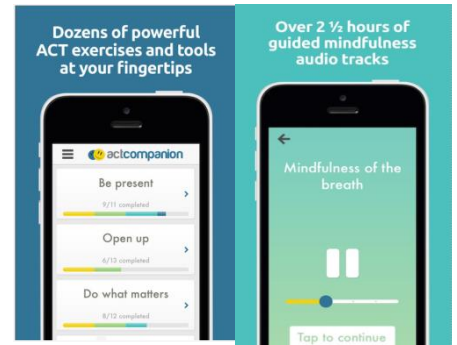 Dozens of powerful
ACT exercises and tools
at your fingertips
actcompanion
Be present
9/11 completed
Open up
6/13 completed
Do what matters
8/12 completed
Over 2 ½ hours of
guided mindfulness
audio tracks
Mindfulness of the
breath
Tap to continue